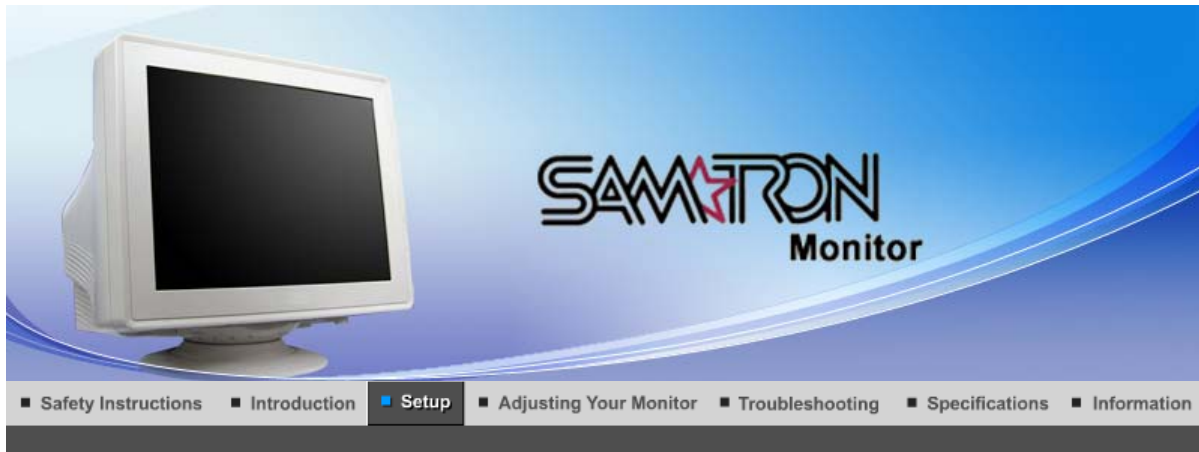 SAMTRON
Monitor
Safety Instructions Introduction Setup Adjusting Your Monitor Troubleshooting Specifications Information